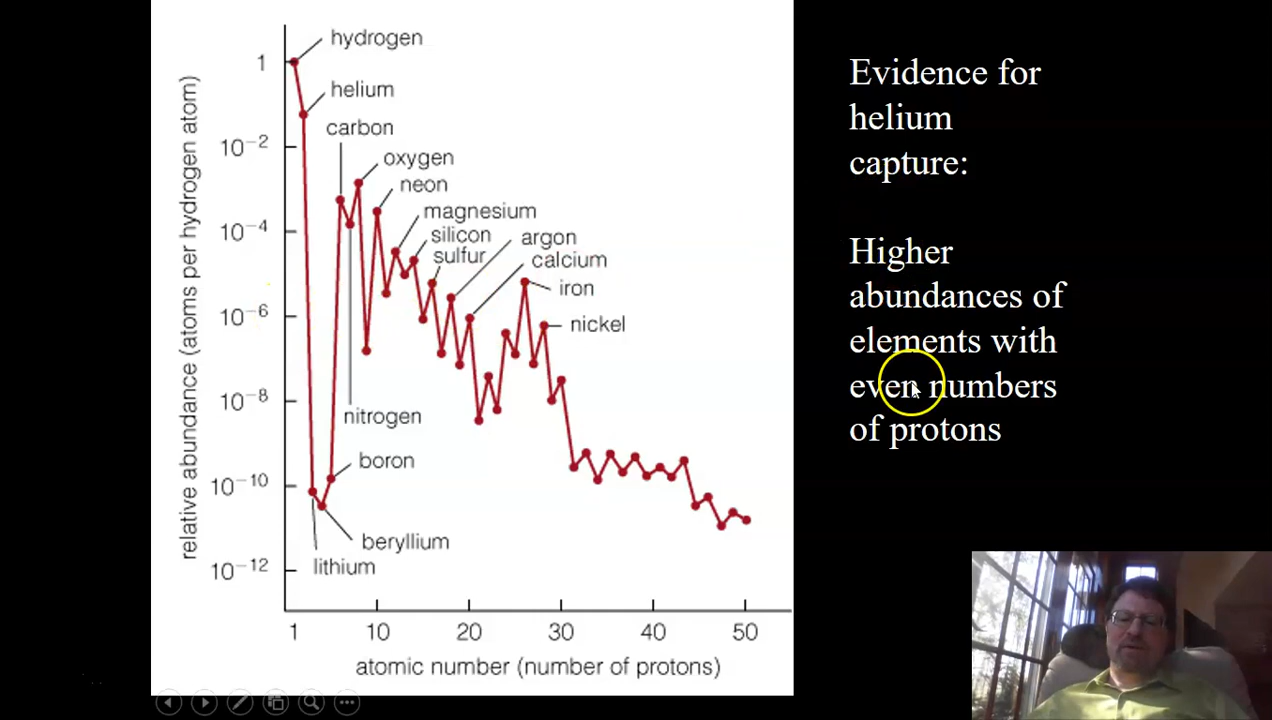 hydrogen
1
helium
carbon
10⁻²
oxygen
neon
magnesium
10⁻⁴
silicon
argon
sulfur
calcium
iron
10⁻⁶
nickel
10⁻⁸
nitrogen
boron
10⁻¹⁰
beryllium
lithium
10⁻¹²
relative abundance (atoms per hydrogen atom)
1 10 20 30 40 50
atomic number (number of protons)
Evidence for
helium
capture:
Higher
abundances of
elements with
even numbers
of protons